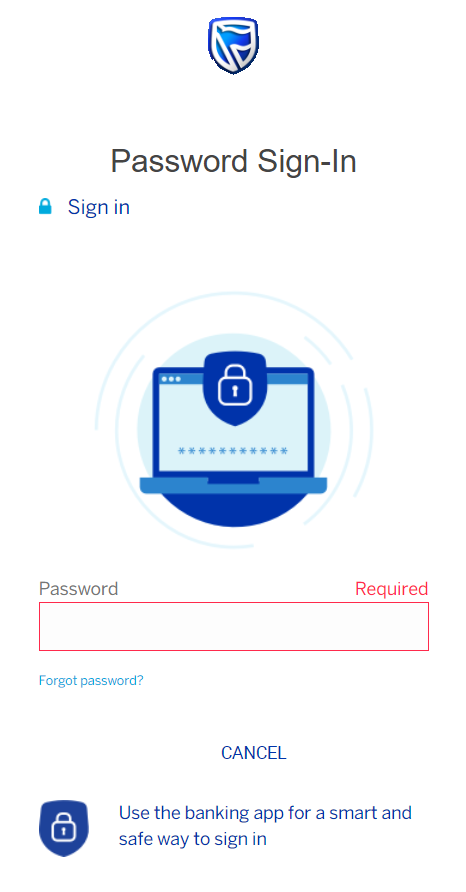 Password Sign-In
Sign in
***********
Password Required
Forgot password?
CANCEL
Use the banking app for a smart and
safe way to sign in